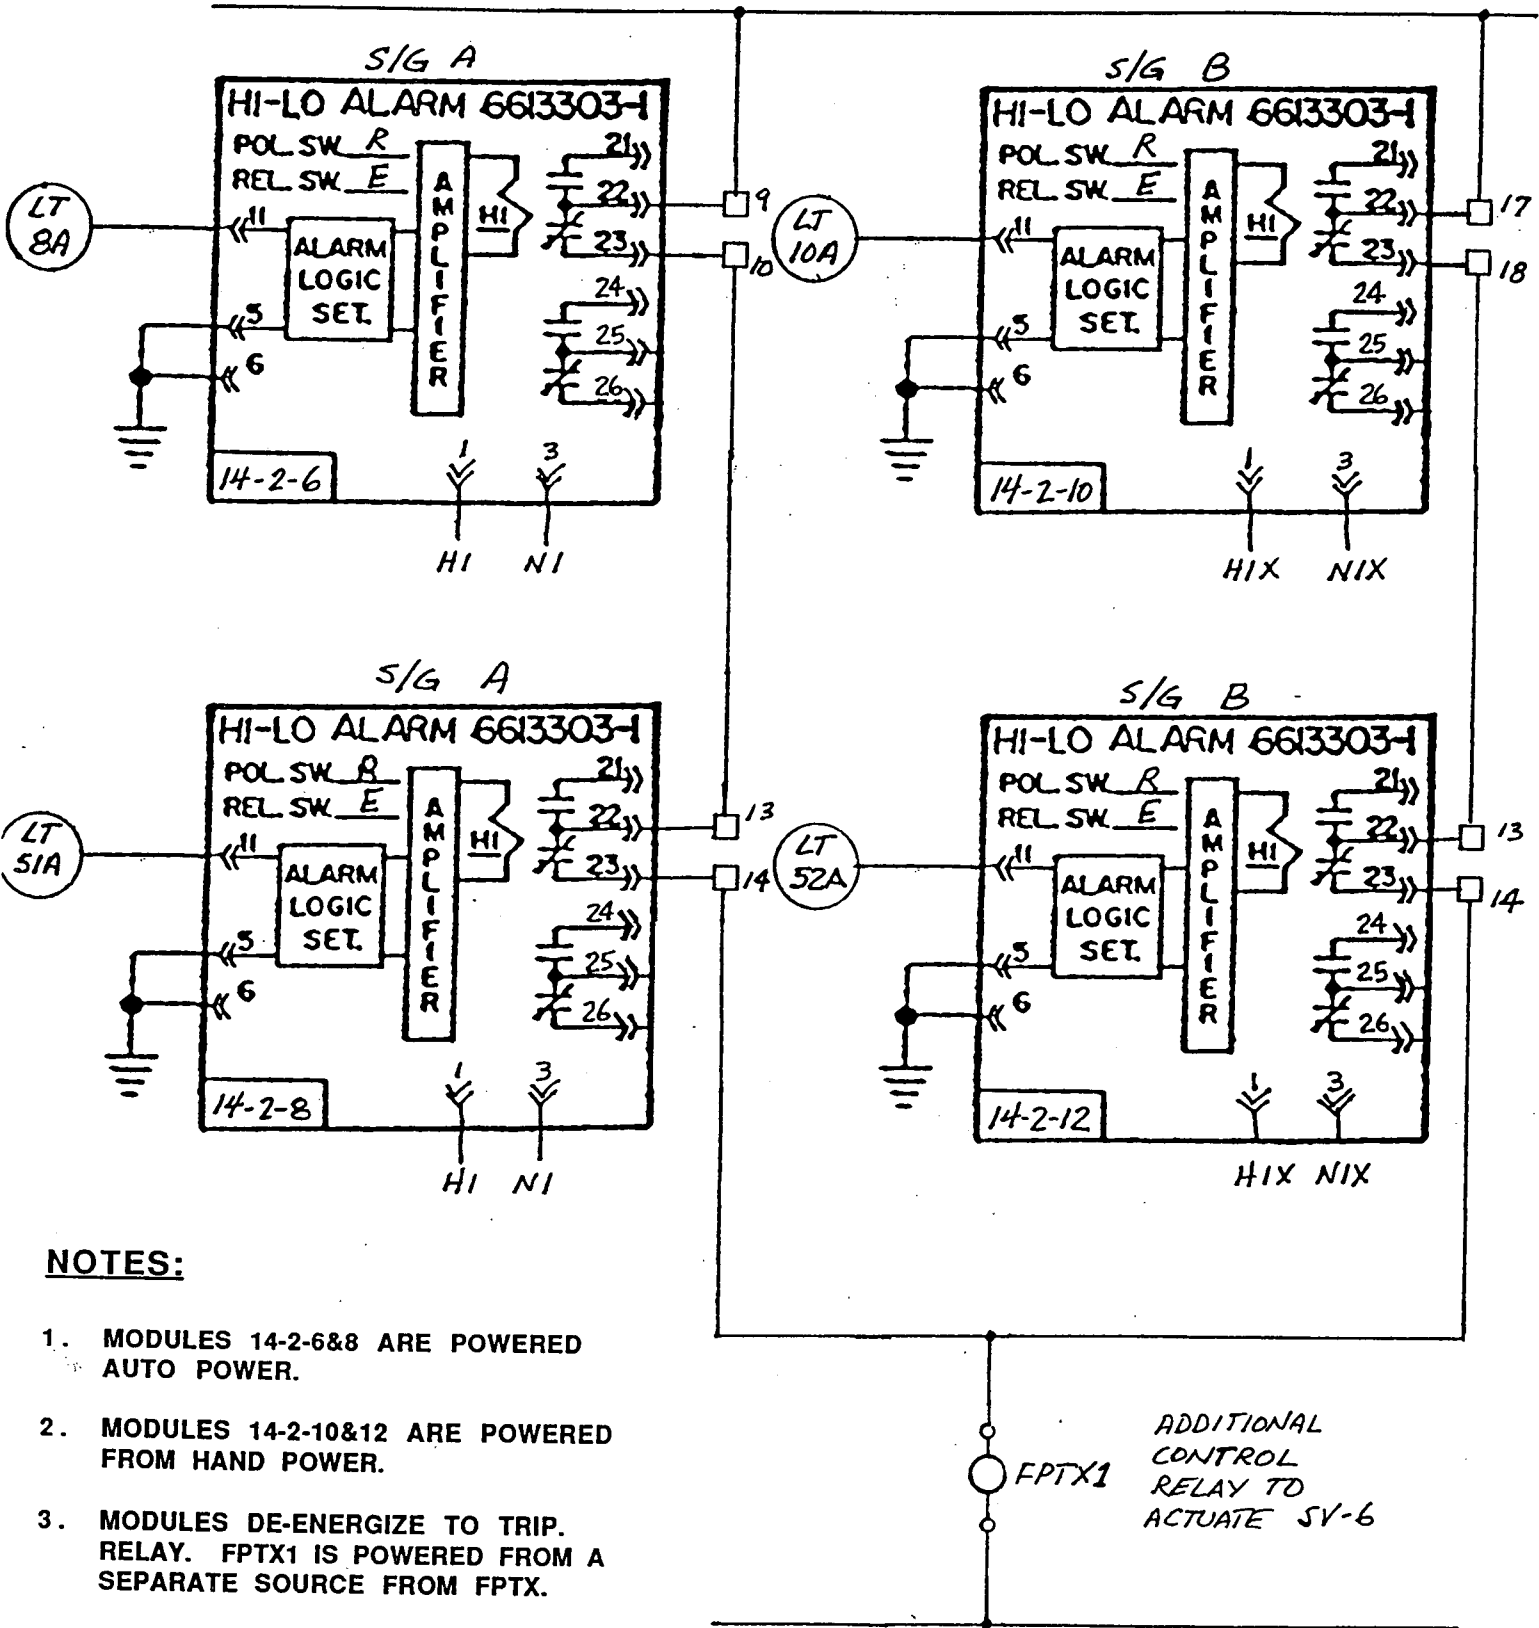 S/G A
HI-LO ALARM 6613303-1
POL. SW. R
REL. SW. E
LT
8A
11
5
6
ALARM
LOGIC
SET.
AMPLIFIER
HI
21
22
23
24
25
26
9
10
14-2-6
1
3
H1
N1
S/G B
HI-LO ALARM 6613303-1
POL. SW. R
REL. SW. E
LT
10A
11
5
6
ALARM
LOGIC
SET.
AMPLIFIER
HI
21
22
23
24
25
26
17
18
14-2-10
1
3
H1X
N1X
S/G A
HI-LO ALARM 6613303-1
POL. SW. R
REL. SW. E
LT
51A
11
5
6
ALARM
LOGIC
SET.
AMPLIFIER
HI
21
22
23
24
25
26
13
14
14-2-8
1
3
H1
N1
S/G B
HI-LO ALARM 6613303-1
POL. SW. R
REL. SW. E
LT
52A
11
5
6
ALARM
LOGIC
SET.
AMPLIFIER
HI
21
22
23
24
25
26
13
14
14-2-12
1
3
H1X
N1X
NOTES:
1. MODULES 14-2-6&8 ARE POWERED
AUTO POWER.
2. MODULES 14-2-10&12 ARE POWERED
FROM HAND POWER.
3. MODULES DE-ENERGIZE TO TRIP.
RELAY. FPTX1 IS POWERED FROM A
SEPARATE SOURCE FROM FPTX.
FPTX1
ADDITIONAL
CONTROL
RELAY TO
ACTUATE SV-6